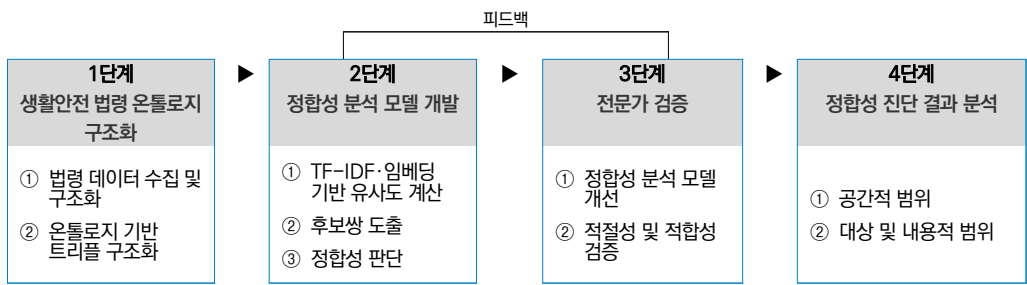 피드백
1단계
생활안전 법령 온톨로지
구조화
① 법령 데이터 수집 및
구조화
② 온톨로지 기반
트리플 구조화
▶
2단계
정합성 분석 모델 개발
① TF-IDF·임베딩
기반 유사도 계산
② 후보쌍 도출
③ 정합성 판단
▶
3단계
전문가 검증
① 정합성 분석 모델
개선
② 적절성 및 적합성
검증
▶
4단계
정합성 진단 결과 분석
① 공간적 범위
② 대상 및 내용적 범위